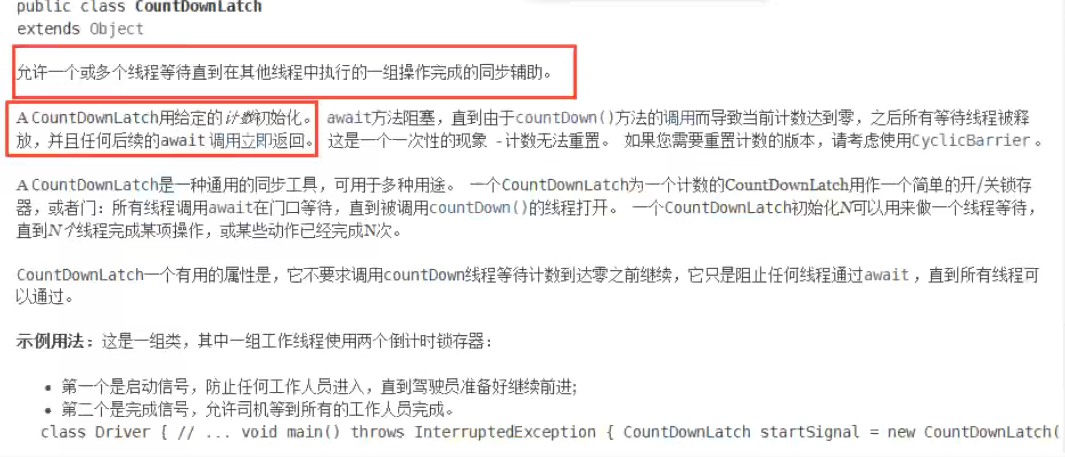 public class CountDownLatch
extends Object
允许一个或多个线程等待直到在其他线程中执行的一组操作完成的同步辅助。
A CountDownLatch用给定的计数初始化。 await方法阻塞，直到由于countDown()方法的调用而导致当前计数达到零，之后所有等待线程被释
放，并且任何后续的await 调用立即返回。 这是一个一次性的现象 -计数无法重置。 如果您需要重置计数的版本，请考虑使用CyclicBarrier 。
A CountDownLatch是一种通用的同步工具，可用于多种用途。 一个CountDownLatch为一个计数的CountDownLatch用作一个简单的开/关锁存
器，或者门：所有线程调用await在门口等待，直到被调用countDown()的线程打开。 一个CountDownLatch初始化N可以用来做一个线程等待，
直到N个线程完成某项操作，或某些动作已经完成N次。
CountDownLatch一个有用的属性是，它不要求调用countDown线程等待计数到达零之前继续，它只是阻止任何线程通过await ，直到所有线程可
以通过。
示例用法：这是一组类，其中一组工作线程使用两个倒计时锁存器：
• 第一个是启动信号，防止任何工作人员进入，直到驾驶员准备好继续前进;
• 第二个是完成信号，允许司机等到所有的工作人员完成。
class Driver { // ... void main() throws InterruptedException { CountDownLatch startSignal = new CountDownLatch(